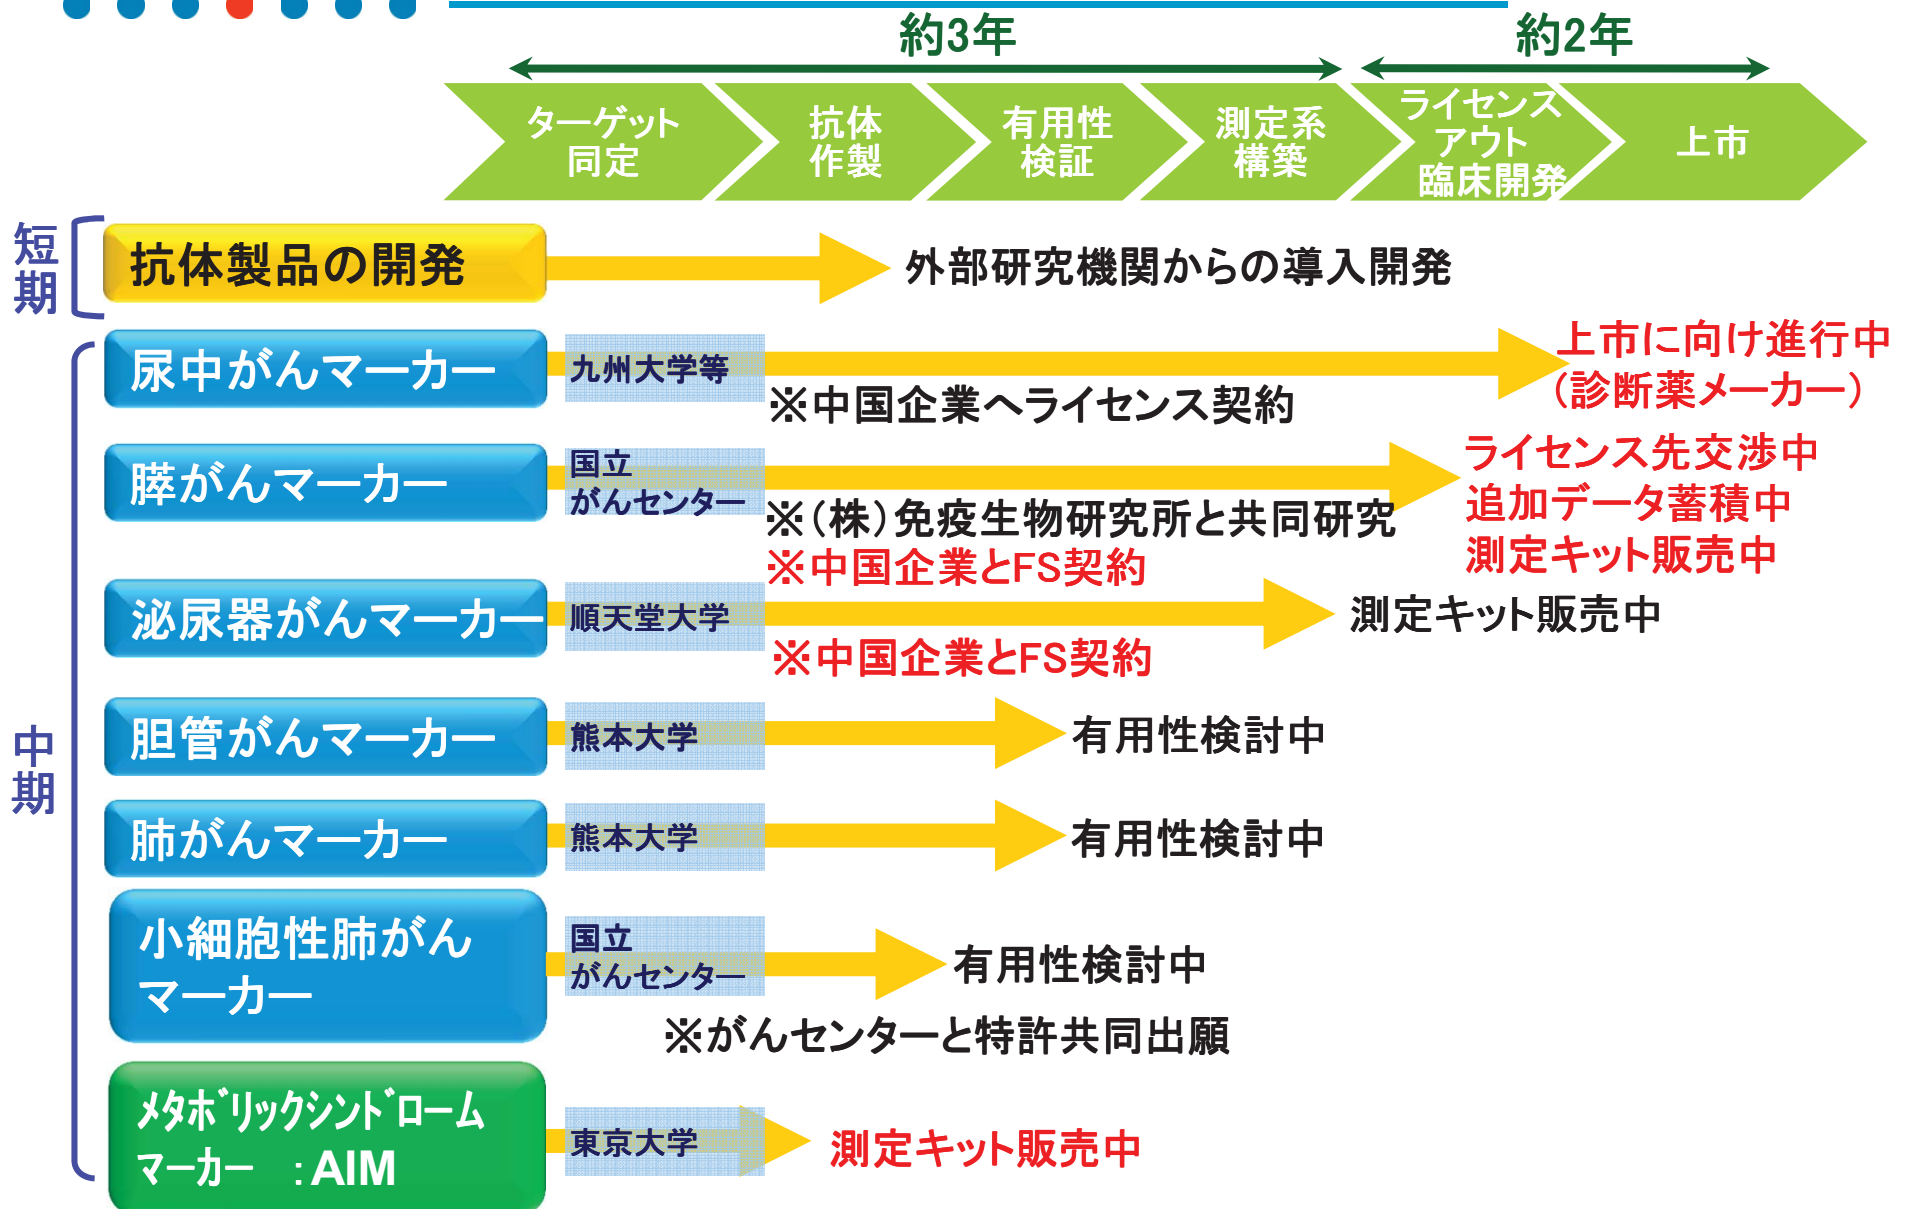 約3年
約2年
ターゲット
同定
抗体
作製
有用性
検証
測定系
構築
ライセンス
アウト
臨床開発
上市
短期
抗体製品の開発
外部研究機関からの導入開発
中期
尿中がんマーカー
九州大学等
上市に向け進行中
(診断薬メーカー)
※中国企業へライセンス契約
膵がんマーカー
国立
がんセンター
ライセンス先交渉中
追加データ蓄積中
測定キット販売中
※(株)免疫生物研究所と共同研究
※中国企業とFS契約
泌尿器がんマーカー
順天堂大学
測定キット販売中
※中国企業とFS契約
胆管がんマーカー
熊本大学
有用性検討中
肺がんマーカー
熊本大学
有用性検討中
小細胞性肺がん
マーカー
国立
がんセンター
有用性検討中
※がんセンターと特許共同出願
ﾒﾀﾎﾞﾘｯｸｼﾝﾄﾞﾛｰﾑ
ﾏｰｶｰ :AIM
東京大学
測定キット販売中